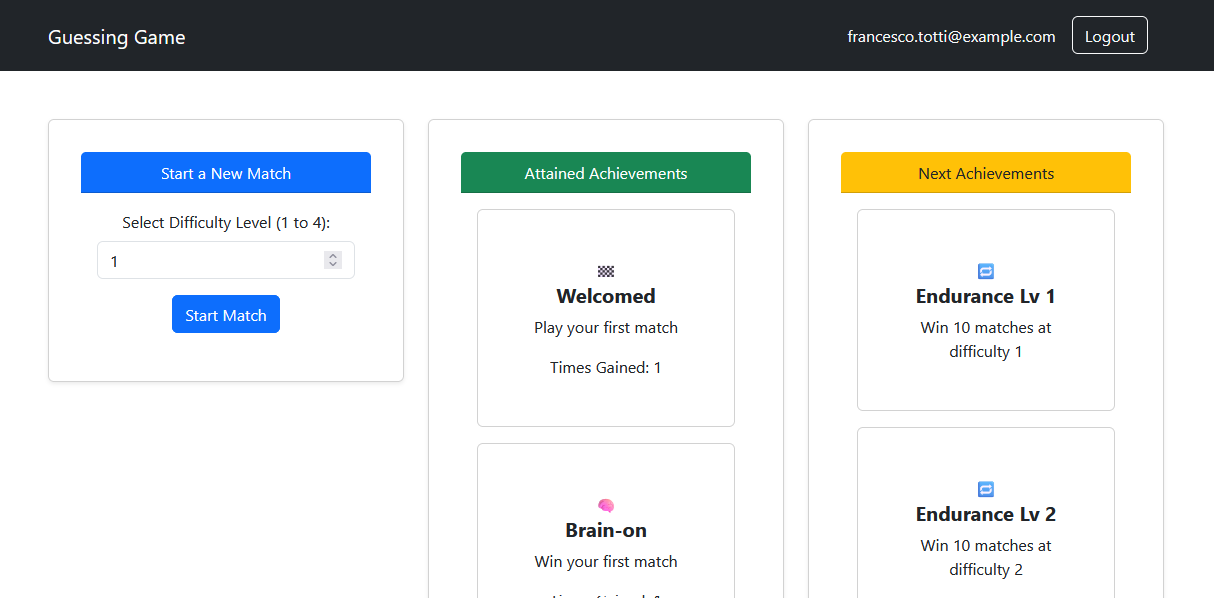 Guessing Game
francesco.totti@example.com
Logout
Start a New Match
Select Difficulty Level (1 to 4):
1
Start Match
Attained Achievements
Welcomed
Play your first match
Times Gained: 1
Brain-on
Win your first match
Next Achievements
Endurance Lv 1
Win 10 matches at
difficulty 1
Endurance Lv 2
Win 10 matches at
difficulty 2